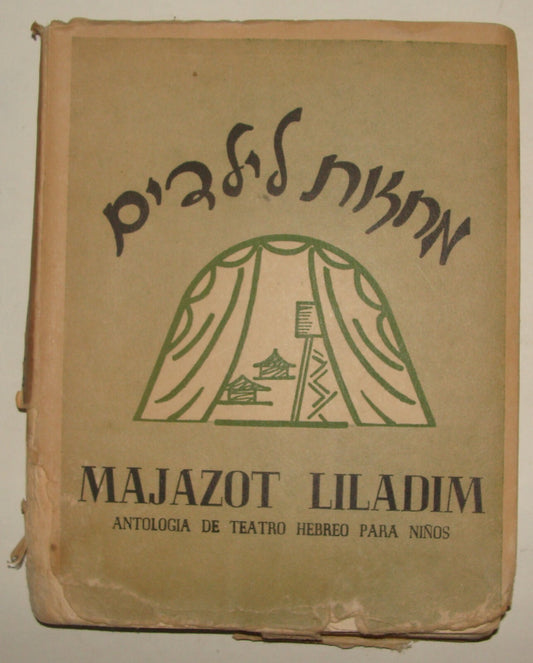 מחזות לילדים
MAJAZOT LILADIM
ANTOLOGIA DE TEATRO HEBREO PARA NIÑOS